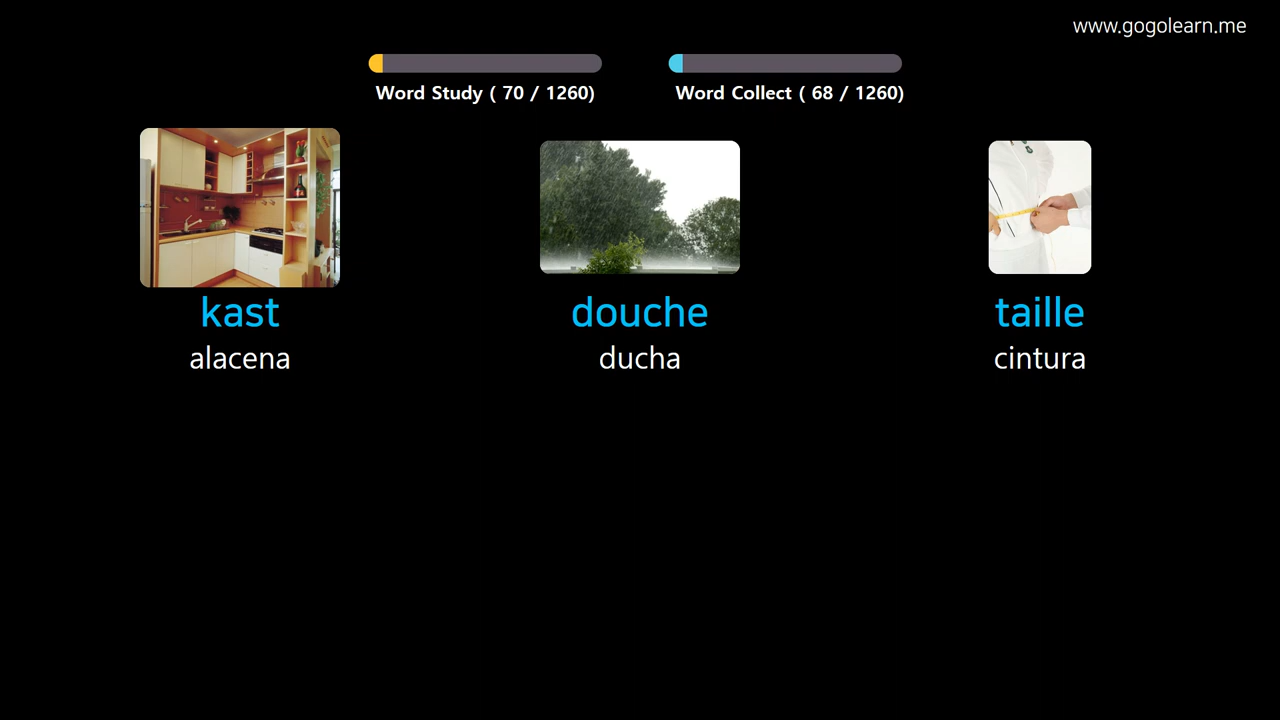 www.gogolearn.me
Word Study ( 70 / 1260)
Word Collect ( 68 / 1260)
kast
douche
taille
alacena
ducha
cintura